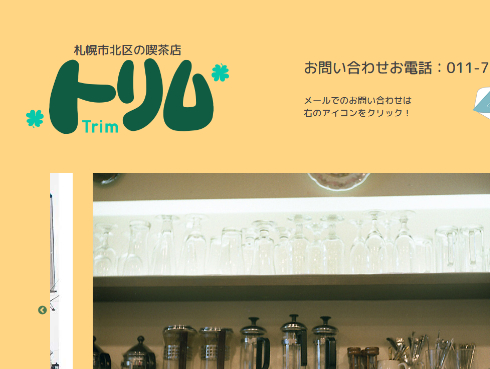 札幌市北区の喫茶店
トリム
Trim
お問い合わせお電話：011-7
メールでのお問い合わせは
右のアイコンをクリック！